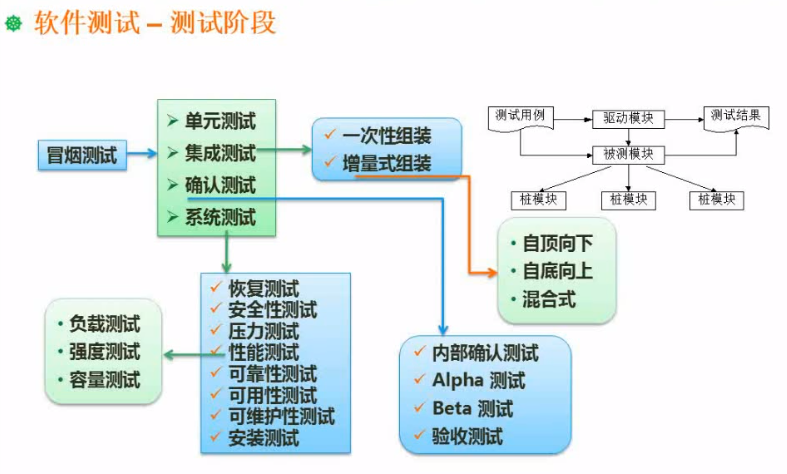 软件测试 – 测试阶段
冒烟测试
单元测试
集成测试
确认测试
系统测试
一次性组装
增量式组装
测试用例
驱动模块
测试结果
被测模块
桩模块
桩模块
桩模块
自顶向下
自底向上
混合式
恢复测试
安全性测试
压力测试
性能测试
可靠性测试
可用性测试
可维护性测试
安装测试
负载测试
强度测试
容量测试
内部确认测试
Alpha 测试
Beta 测试
验收测试